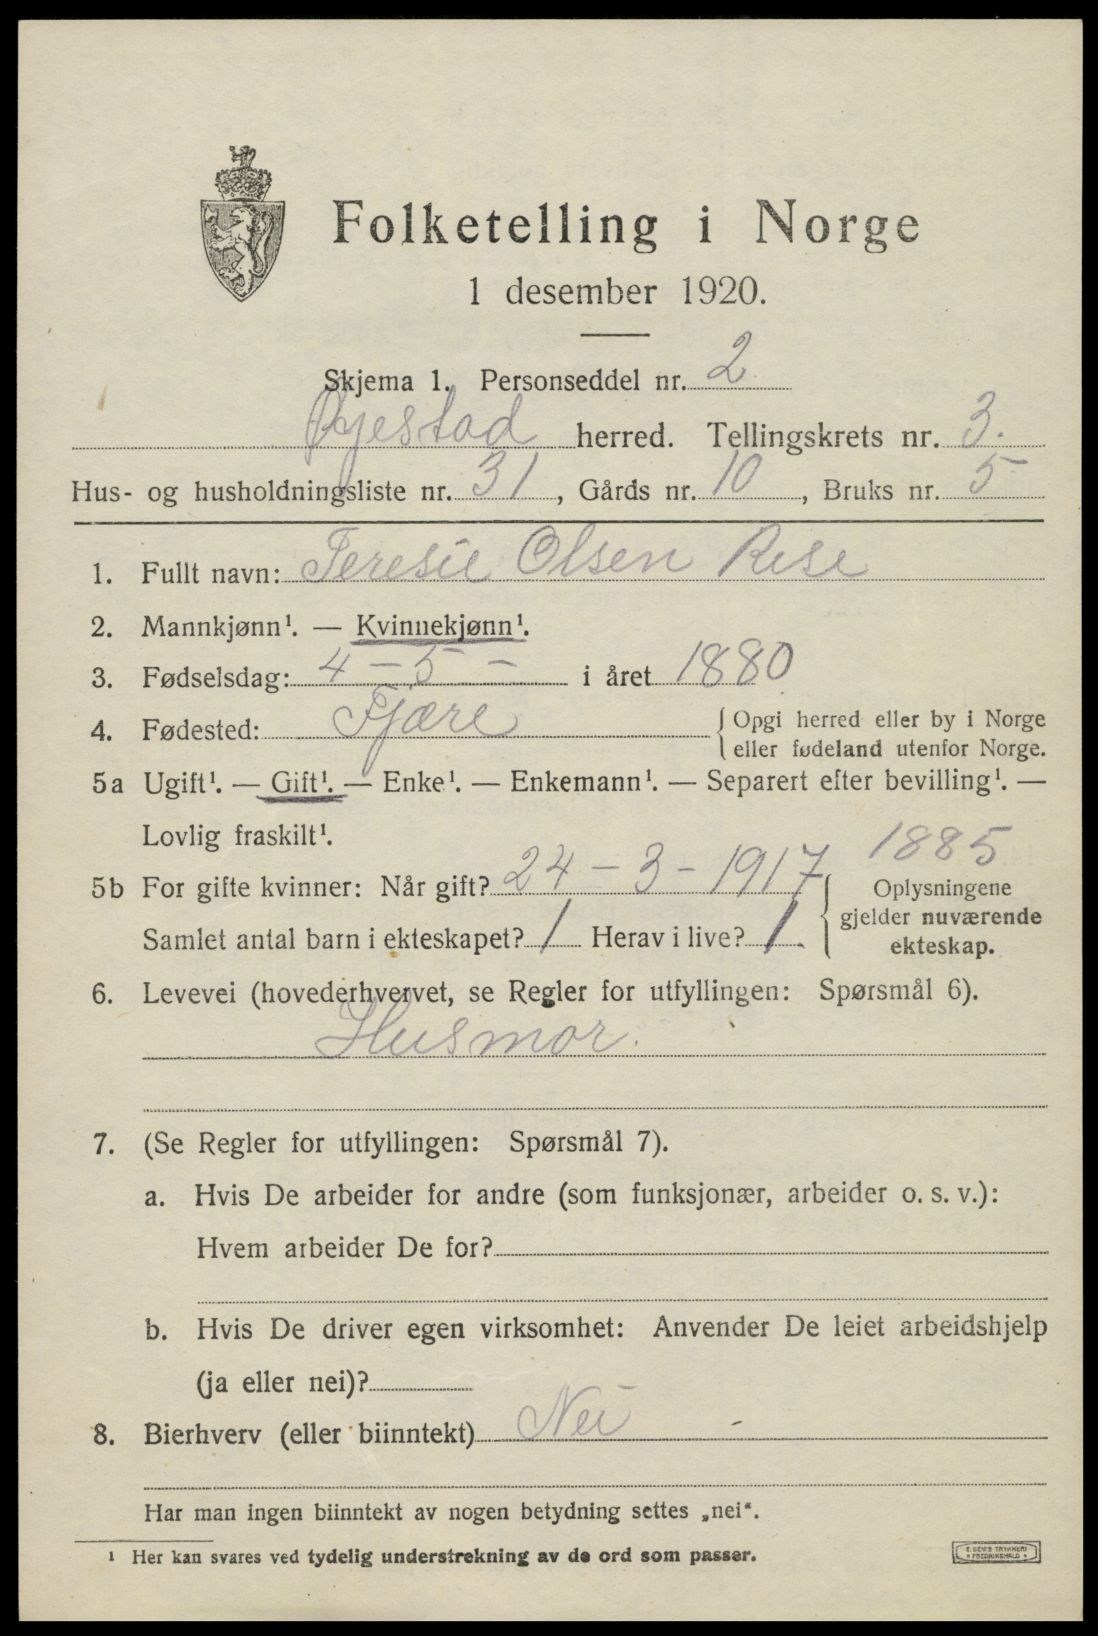 Folketelling i Norge
1 desember 1920.
Skjema 1. Personseddel nr. 2
Øyestad herred. Tellingskrets nr. 3.
Hus- og husholdningsliste nr. 31, Gårds nr. 10, Bruks nr. 5
1. Fullt navn: Teresie Olsen Rise
2. Mannkjønn¹. — Kvinnekjønn¹.
3. Fødselsdag: 4 – 5 – i året 1880
4. Fødested: Fjære { Opgi herred eller by i Norge
eller fødeland utenfor Norge.
5a Ugift¹. — Gift¹. — Enke¹. — Enkemann¹. — Separert efter bevilling¹. —
Lovlig fraskilt¹.
1885
5b For gifte kvinner: Når gift? 24 – 3 – 1917
Samlet antal barn i ekteskapet? 1 Herav i live? 1
{ Oplysningene
gjelder nuværende
ekteskap.
6. Levevei (hovederhvervet, se Regler for utfyllingen: Spørsmål 6).
Husmor.
7. (Se Regler for utfyllingen: Spørsmål 7).
a. Hvis De arbeider for andre (som funksjonær, arbeider o. s. v.):
Hvem arbeider De for?
b. Hvis De driver egen virksomhet: Anvender De leiet arbeidshjelp
(ja eller nei)?
8. Bierhverv (eller biinntekt) Nei –
Har man ingen biinntekt av nogen betydning settes „nei“.
¹ Her kan svares ved tydelig understrekning av de ord som passer.
E. SEM'S TRYKKERI
• FREDRIKSHALD •